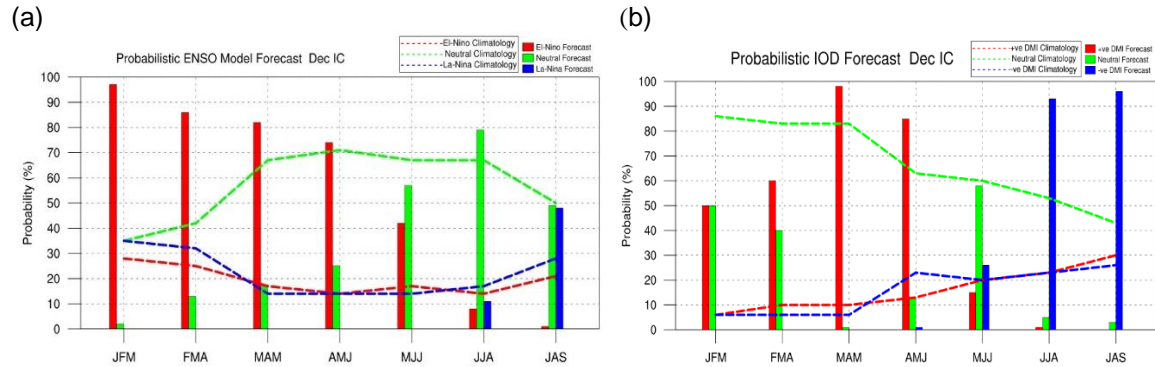 (a)
Probabilistic ENSO Model Forecast Dec IC
El-Nino Climatology
Neutral Climatology
La-Nina Climatology
El-Nino Forecast
Neutral Forecast
La-Nina Forecast
Probability (%)
100
90
80
70
60
50
40
30
20
10
0
JFM FMA MAM AMJ MJJ JJA JAS
(b)
Probabilistic IOD Forecast Dec IC
+ve DMI Climatology
Neutral Climatology
-ve DMI Climatology
+ve DMI Forecast
Neutral Forecast
-ve DMI Forecast
Probability (%)
100
90
80
70
60
50
40
30
20
10
0
JFM FMA MAM AMJ MJJ JJA JAS